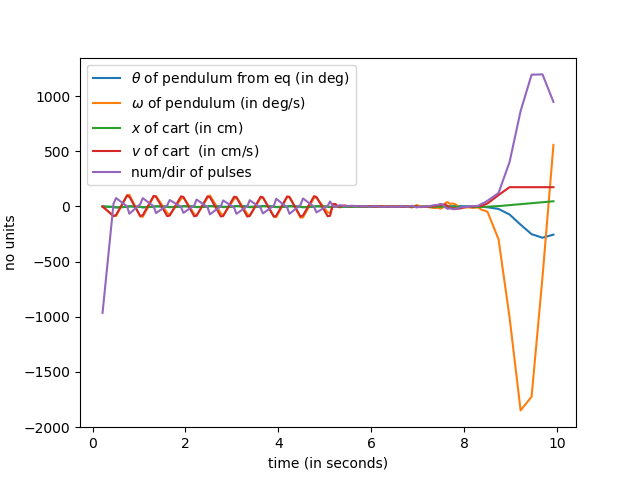 θ of pendulum from eq (in deg)
ω of pendulum (in deg/s)
x of cart (in cm)
v of cart  (in cm/s)
num/dir of pulses
1000
500
0
−500
−1000
−1500
−2000
no units
0 2 4 6 8 10
time (in seconds)